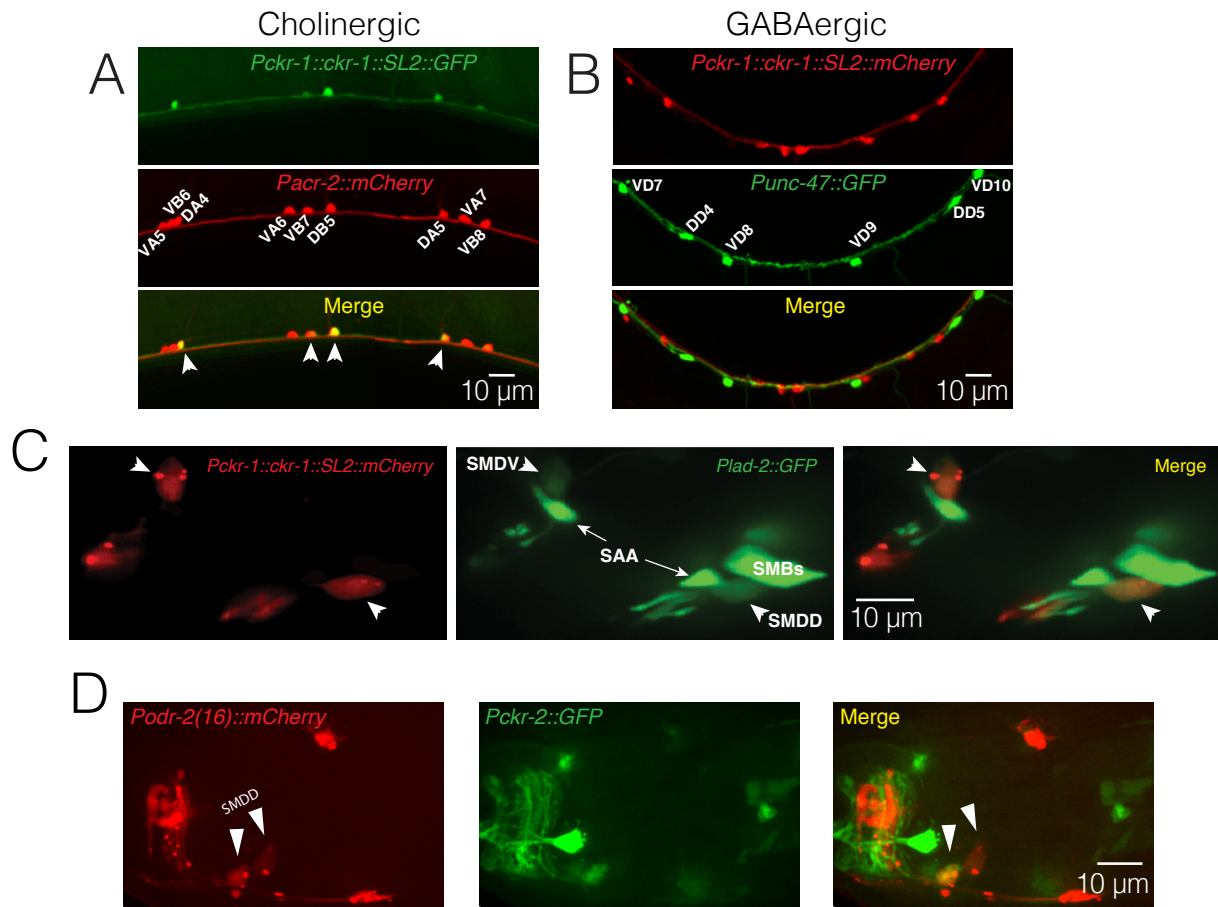 Cholinergic
GABAergic
A
Pckr-1::ckr-1::SL2::GFP
B
Pckr-1::ckr-1::SL2::mCherry
Pacr-2::mCherry
VA5
VB6
DA4
VA6
VB7
DB5
DA5
VA7
VB8
Punc-47::GFP
VD7
DD4
VD8
VD9
DD5
VD10
Merge
10 µm
Merge
10 µm
C
Pckr-1::ckr-1::SL2::mCherry
SMDV
Plad-2::GFP
SAA
SMBs
SMDD
Merge
10 µm
D
Podr-2(16)::mCherry
SMDD
Pckr-2::GFP
Merge
10 µm